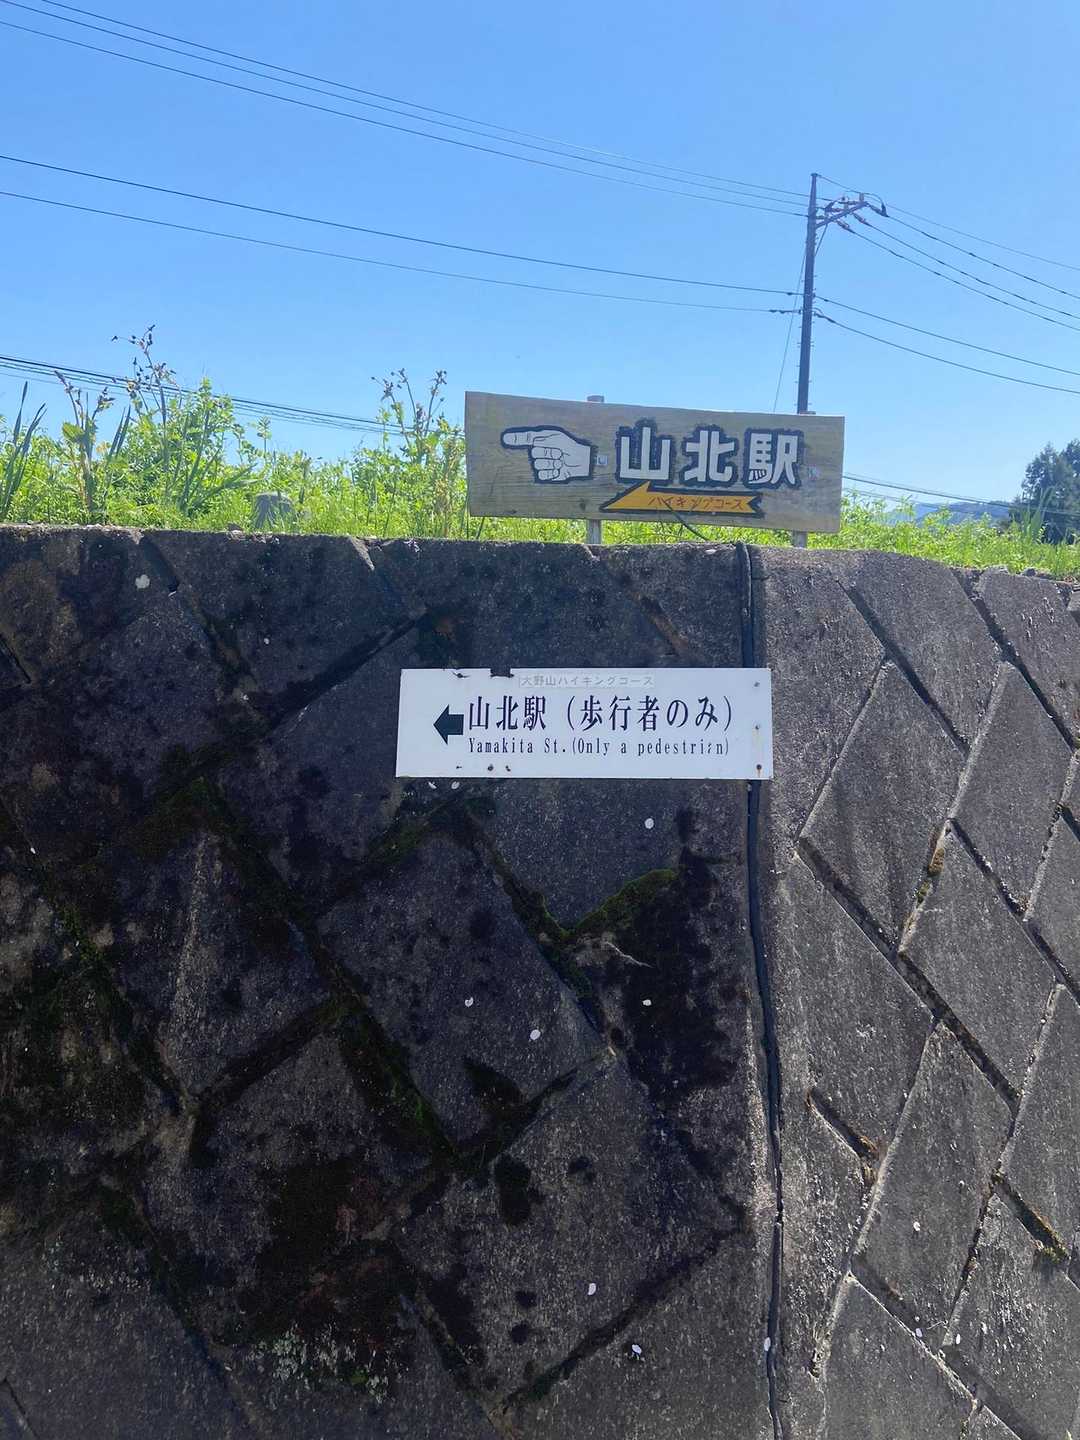 山北駅
ハイキングコース
大野山ハイキングコース
山北駅（歩行者のみ）
Yamakita St.(Only a pedestrian)